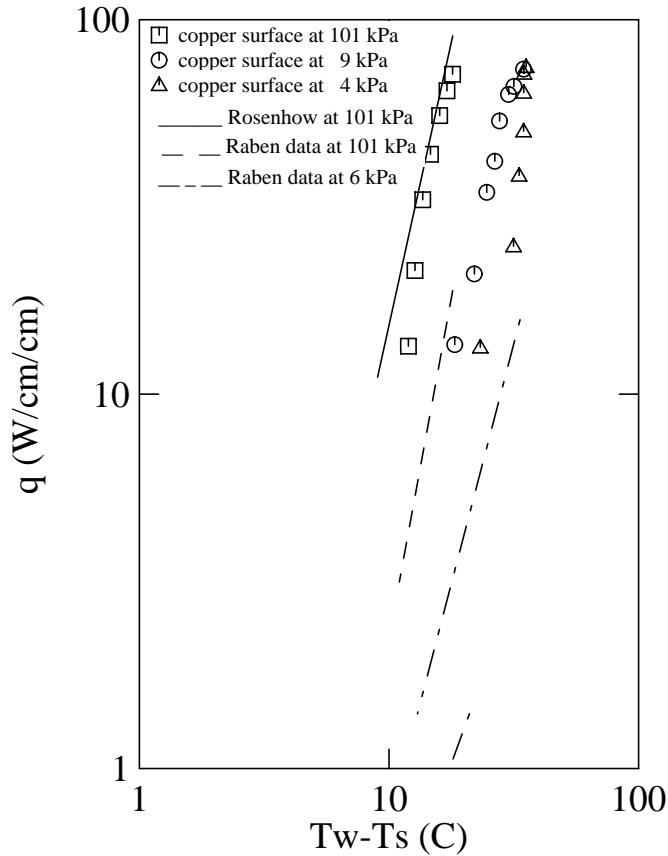 100
copper surface at 101 kPa
copper surface at 9 kPa
copper surface at 4 kPa
Rosenhow at 101 kPa
Raben data at 101 kPa
Raben data at 6 kPa
q (W/cm/cm)
10
1
1 10 100
Tw-Ts (C)